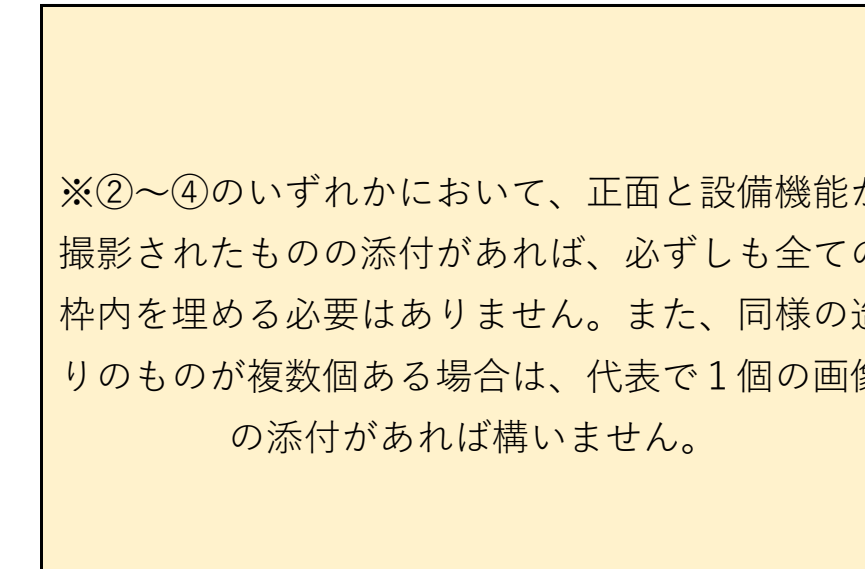 ※②～④のいずれかにおいて、正面と設備機能が
撮影されたものの添付があれば、必ずしも全ての
枠内を埋める必要はありません。また、同様の造
りのものが複数個ある場合は、代表で１個の画像
の添付があれば構いません。